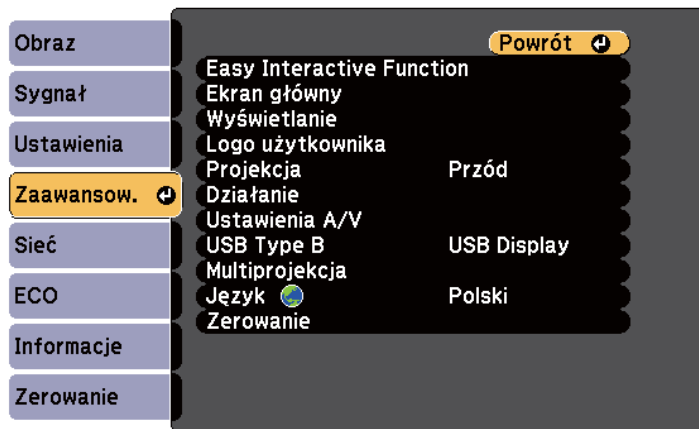 Obraz
Sygnał
Ustawienia
Zaawansow.
Sieć
ECO
Informacje
Zerowanie
Powrót
Easy Interactive Function
Ekran główny
Wyświetlanie
Logo użytkownika
Projekcja Przód
Działanie
Ustawienia A/V
USB Type B USB Display
Multiprojekcja
Język Polski
Zerowanie